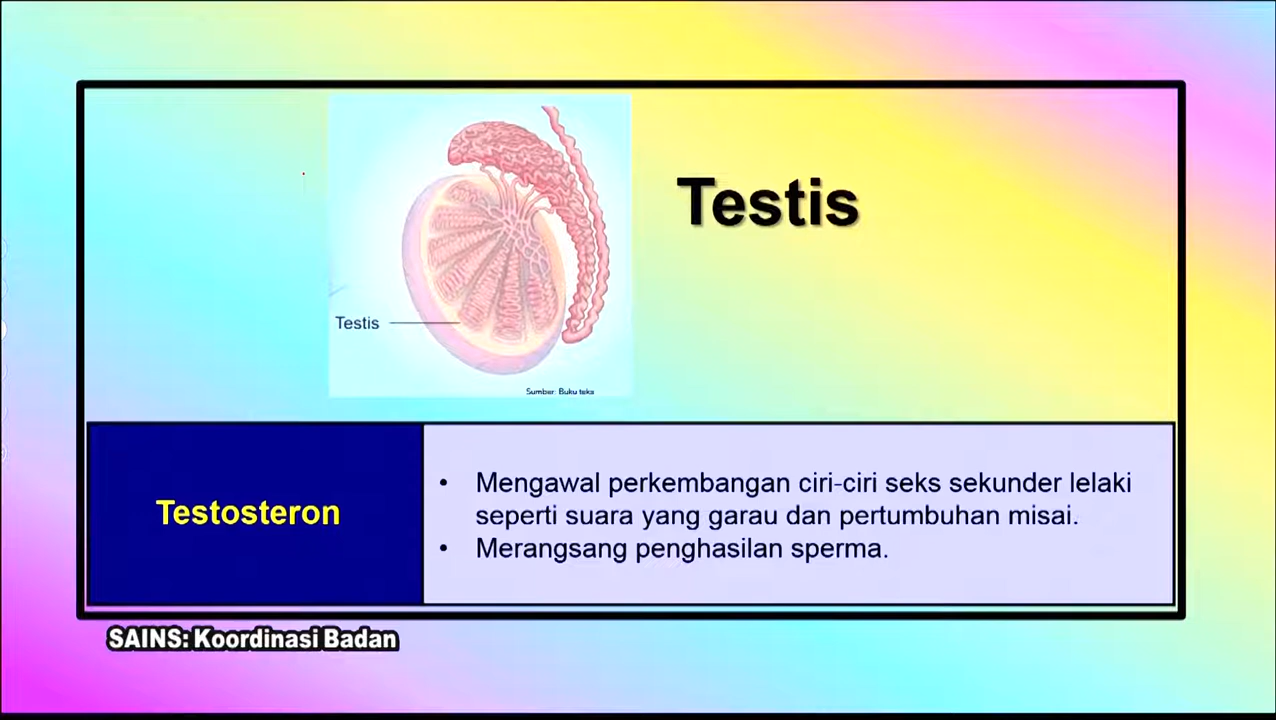 Testis
Testis
Sumber: Buku teks
Testosteron
• Mengawal perkembangan ciri-ciri seks sekunder lelaki
seperti suara yang garau dan pertumbuhan misai.
• Merangsang penghasilan sperma.
SAINS: Koordinasi Badan